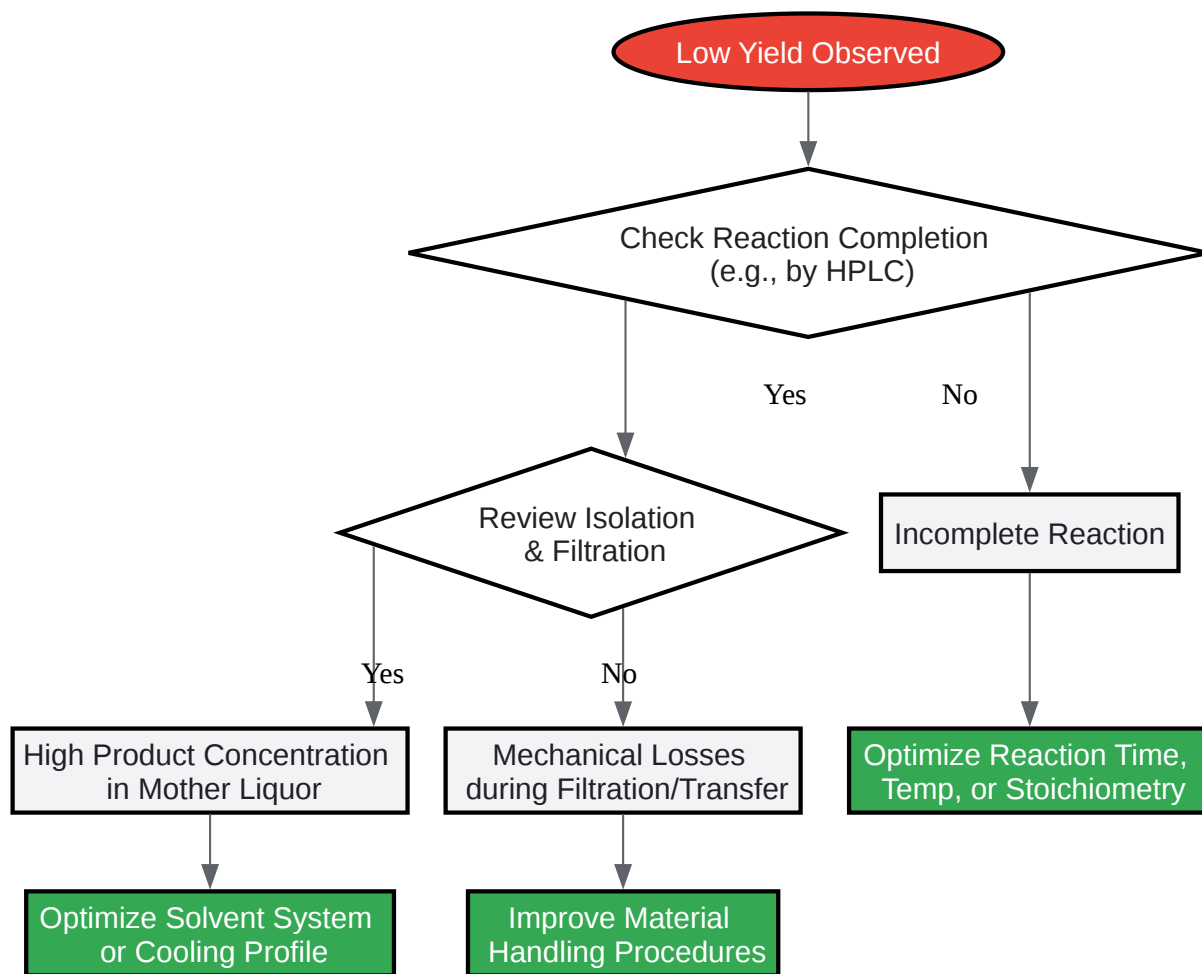 Low Yield Observed
Check Reaction Completion
(e.g., by HPLC)
Yes
No
Review Isolation
& Filtration
Incomplete Reaction
Yes
No
High Product Concentration
in Mother Liquor
Mechanical Losses
during Filtration/Transfer
Optimize Reaction Time,
Temp, or Stoichiometry
Optimize Solvent System
or Cooling Profile
Improve Material
Handling Procedures